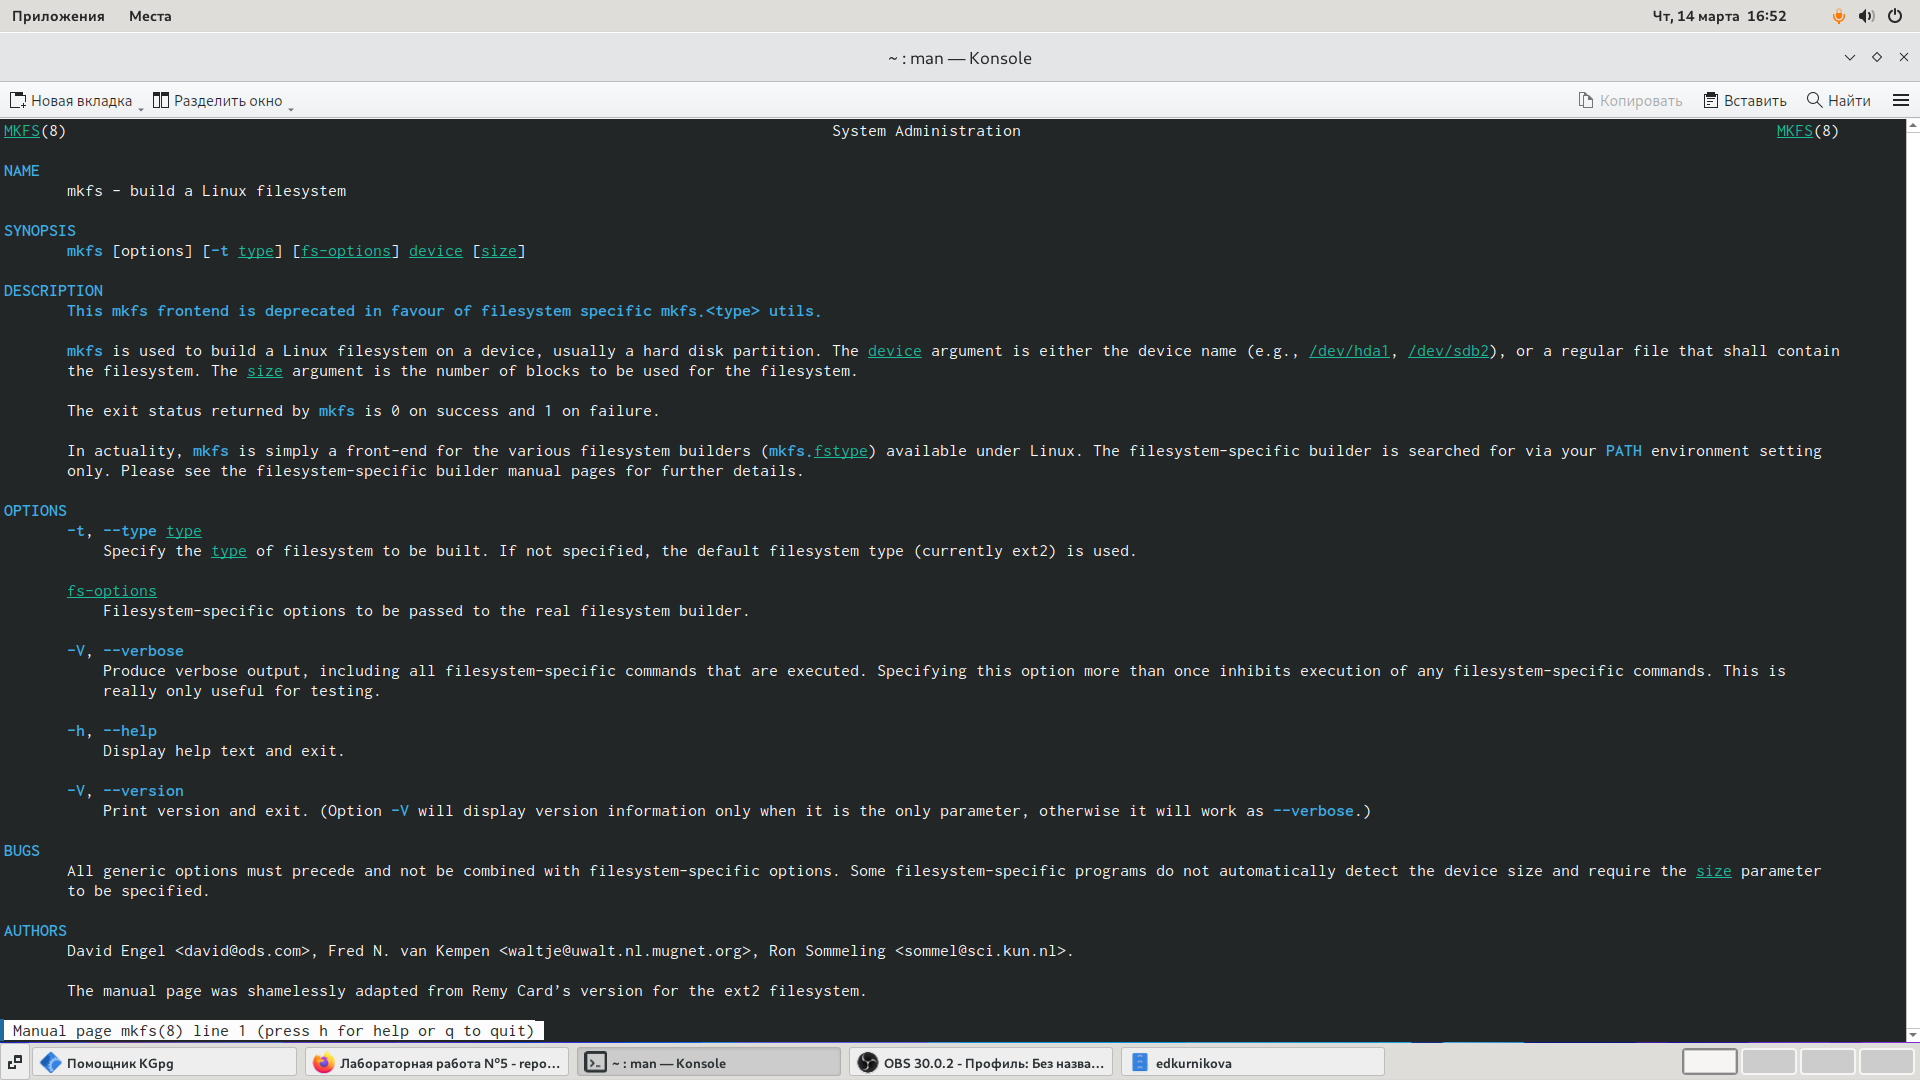 Приложения Места Чт, 14 марта 16:52
~ : man — Konsole
Новая вкладка Разделить окно Копировать Вставить Найти
MKFS(8) System Administration MKFS(8)
NAME
mkfs - build a Linux filesystem
SYNOPSIS
mkfs [options] [-t type] [fs-options] device [size]
DESCRIPTION
This mkfs frontend is deprecated in favour of filesystem specific mkfs.<type> utils.
mkfs is used to build a Linux filesystem on a device, usually a hard disk partition. The device argument is either the device name (e.g., /dev/hda1, /dev/sdb2), or a regular file that shall contain
the filesystem. The size argument is the number of blocks to be used for the filesystem.
The exit status returned by mkfs is 0 on success and 1 on failure.
In actuality, mkfs is simply a front-end for the various filesystem builders (mkfs.fstype) available under Linux. The filesystem-specific builder is searched for via your PATH environment setting
only. Please see the filesystem-specific builder manual pages for further details.
OPTIONS
-t, --type type
Specify the type of filesystem to be built. If not specified, the default filesystem type (currently ext2) is used.
fs-options
Filesystem-specific options to be passed to the real filesystem builder.
-V, --verbose
Produce verbose output, including all filesystem-specific commands that are executed. Specifying this option more than once inhibits execution of any filesystem-specific commands. This is
really only useful for testing.
-h, --help
Display help text and exit.
-V, --version
Print version and exit. (Option -V will display version information only when it is the only parameter, otherwise it will work as --verbose.)
BUGS
All generic options must precede and not be combined with filesystem-specific options. Some filesystem-specific programs do not automatically detect the device size and require the size parameter
to be specified.
AUTHORS
David Engel <david@ods.com>, Fred N. van Kempen <waltje@uwalt.nl.mugnet.org>, Ron Sommeling <sommel@sci.kun.nl>.
The manual page was shamelessly adapted from Remy Card's version for the ext2 filesystem.
Manual page mkfs(8) line 1 (press h for help or q to quit)
Помощник KGpg Лабораторная работа №5 - repo... ~ : man — Konsole OBS 30.0.2 - Профиль: Без назва... edkurnikova